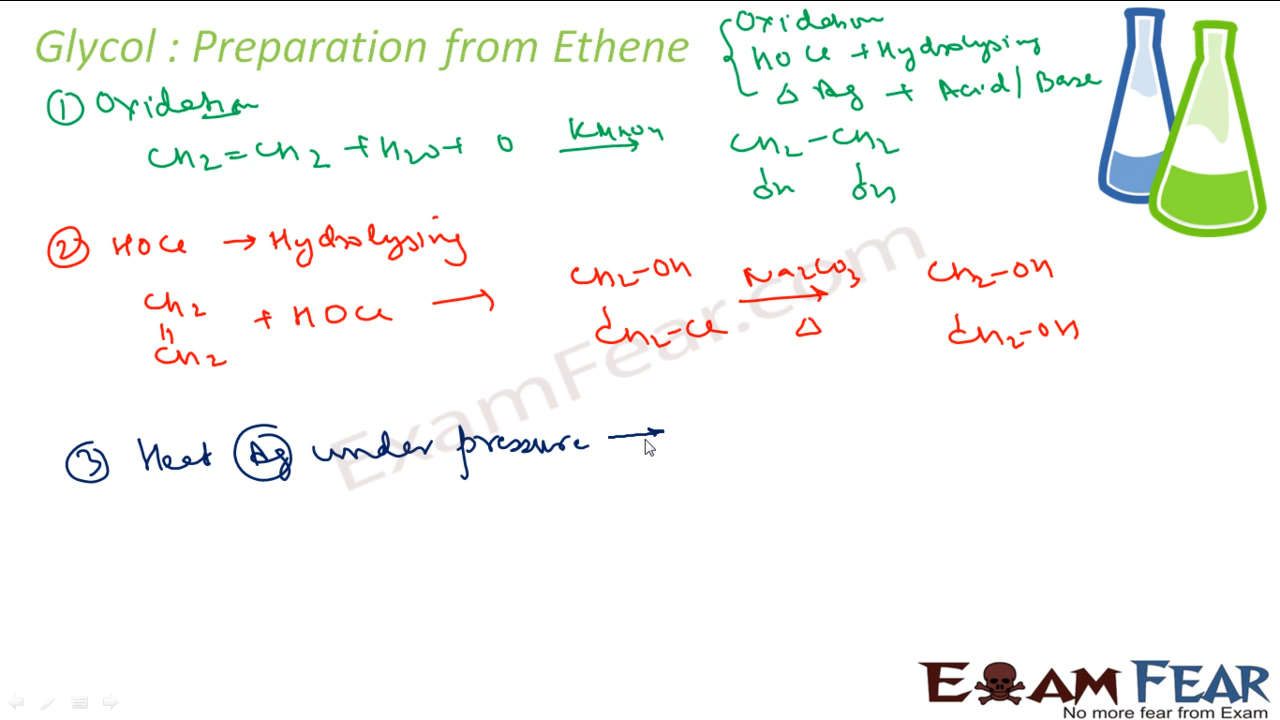 Glycol : Preparation from Ethene
{ Oxidation
HOCl + Hydrolysing
Δ Ag + Acid / Base
① Oxidation
CH2=CH2 + H2O + O KMnO4 → CH2-CH2
OH OH
② HOCl → Hydrolysing
CH2 = CH2 + HOCl → CH2-OH CH2-Cl Na2CO3 → Δ CH2-OH CH2-OH
③ Heat Ag under pressure →
ExamFear.com
EXAMFEAR
No more fear from Exam